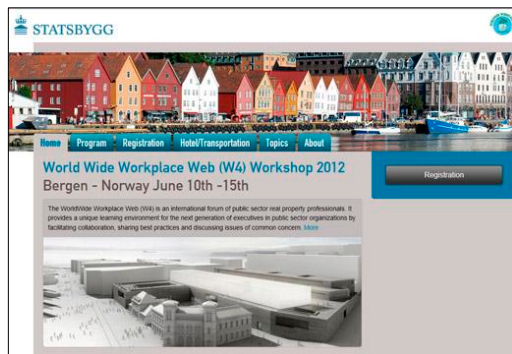 STATSBYGG
Home Program Registration Hotel/Transportation Topics About
World Wide Workplace Web (W4) Workshop 2012
Bergen - Norway June 10th -15th
Registration
The WorldWide Workplace Web (W4) is an international forum of public sector real property professionals. It
provides a unique learning environment for the next generation of executives in public sector organizations by
facilitating collaboration, sharing best practices and discussing issues of common concern. More